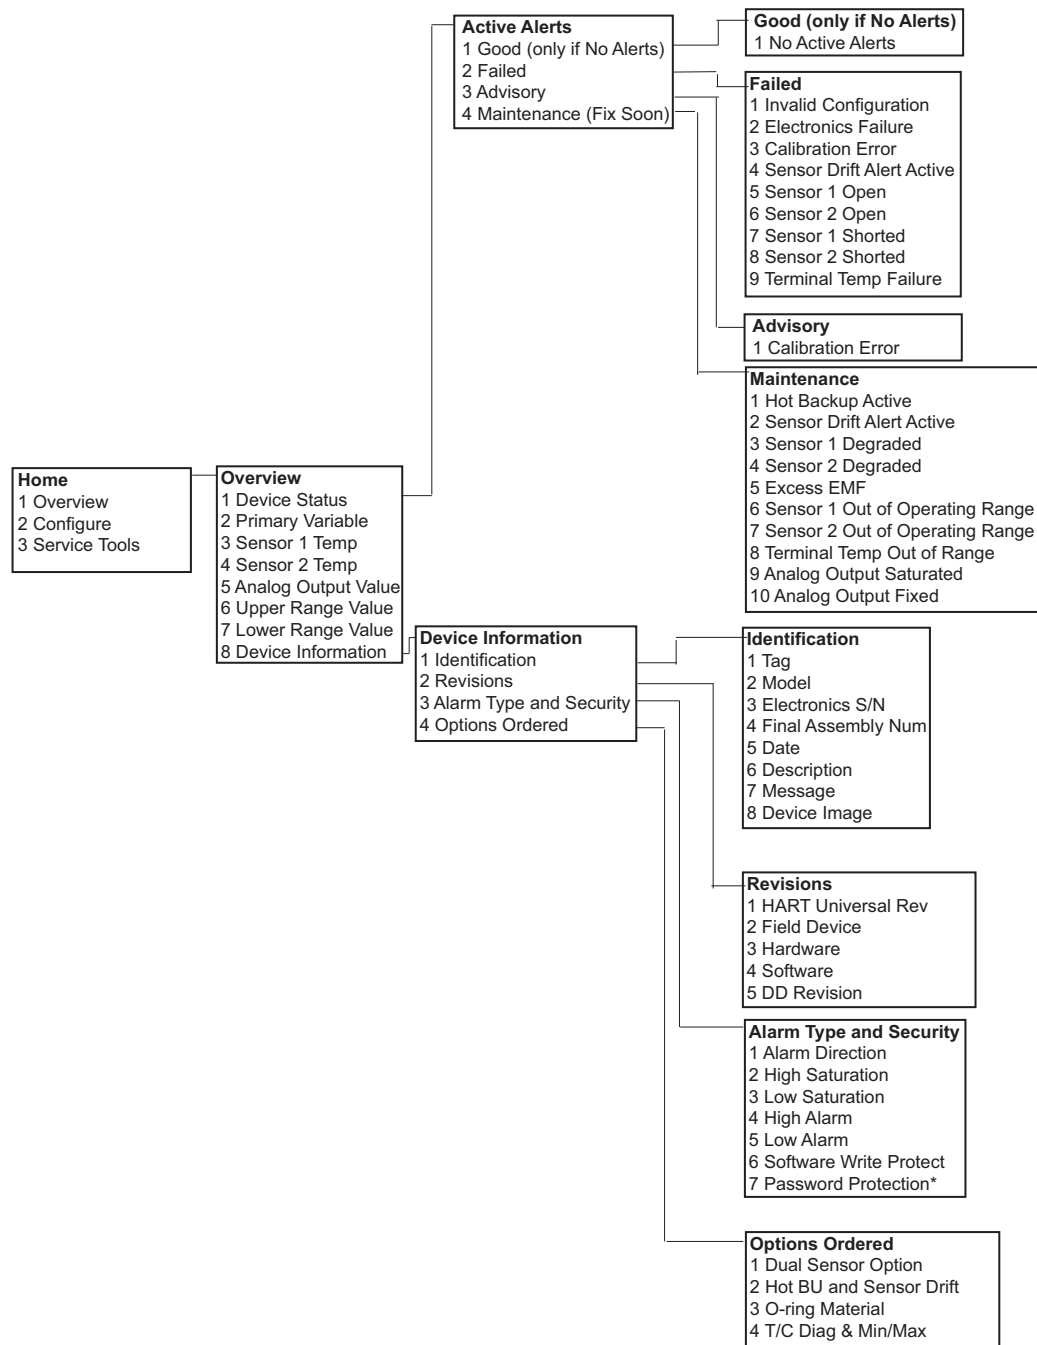 Active Alerts
1 Good (only if No Alerts)
2 Failed
3 Advisory
4 Maintenance (Fix Soon)
Good (only if No Alerts)
1 No Active Alerts
Failed
1 Invalid Configuration
2 Electronics Failure
3 Calibration Error
4 Sensor Drift Alert Active
5 Sensor 1 Open
6 Sensor 2 Open
7 Sensor 1 Shorted
8 Sensor 2 Shorted
9 Terminal Temp Failure
Advisory
1 Calibration Error
Maintenance
1 Hot Backup Active
2 Sensor Drift Alert Active
3 Sensor 1 Degraded
4 Sensor 2 Degraded
5 Excess EMF
6 Sensor 1 Out of Operating Range
7 Sensor 2 Out of Operating Range
8 Terminal Temp Out of Range
9 Analog Output Saturated
10 Analog Output Fixed
Home
1 Overview
2 Configure
3 Service Tools
Overview
1 Device Status
2 Primary Variable
3 Sensor 1 Temp
4 Sensor 2 Temp
5 Analog Output Value
6 Upper Range Value
7 Lower Range Value
8 Device Information
Device Information
1 Identification
2 Revisions
3 Alarm Type and Security
4 Options Ordered
Identification
1 Tag
2 Model
3 Electronics S/N
4 Final Assembly Num
5 Date
6 Description
7 Message
8 Device Image
Revisions
1 HART Universal Rev
2 Field Device
3 Hardware
4 Software
5 DD Revision
Alarm Type and Security
1 Alarm Direction
2 High Saturation
3 Low Saturation
4 High Alarm
5 Low Alarm
6 Software Write Protect
7 Password Protection*
Options Ordered
1 Dual Sensor Option
2 Hot BU and Sensor Drift
3 O-ring Material
4 T/C Diag & Min/Max